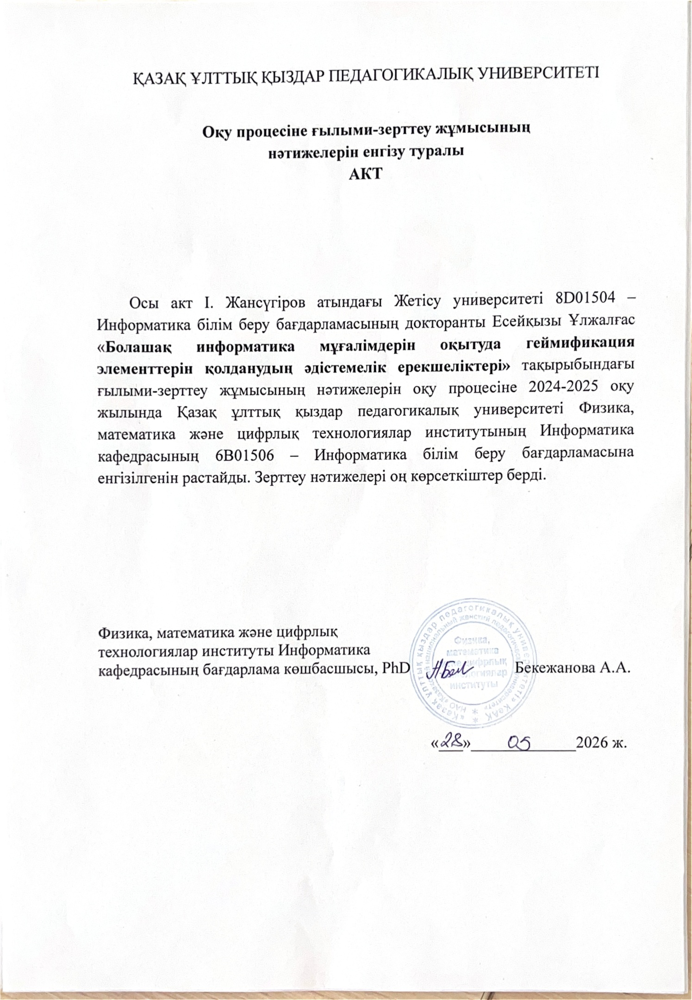 ҚАЗАҚ ҰЛТТЫҚ ҚЫЗДАР ПЕДАГОГИКАЛЫҚ УНИВЕРСИТЕТІ
Оқу процесіне ғылыми-зерттеу жұмысының
нәтижелерін енгізу туралы
АКТ
Осы акт І. Жансүгіров атындағы Жетісу университеті 8D01504 –
Информатика білім беру бағдарламасының докторанты Есейқызы Ұлжалғас
«Болашақ информатика мұғалімдерін оқытуда геймификация
элементтерін қолданудың әдістемелік ерекшеліктері» тақырыбындағы
ғылыми-зерттеу жұмысының нәтижелерін оқу процесіне 2024-2025 оқу
жылында Қазақ ұлттық қыздар педагогикалық университеті Физика,
математика және цифрлық технологиялар институтының Информатика
кафедрасының 6В01506 – Информатика білім беру бағдарламасына
енгізілгенін растайды. Зерттеу нәтижелері оң көрсеткіштер берді.
Физика, математика және цифрлық
технологиялар институты Информатика
кафедрасының бағдарлама көшбасшысы, PhD Бекежанова А.А.
«Қазақ ұлттық қыздар педагогикалық университеті» КеАҚ
НАО «Казахский национальный женский педагогический университет»
Физика,
математика
және цифрлық
технологиялар
институты
«28» 05 2026 ж.